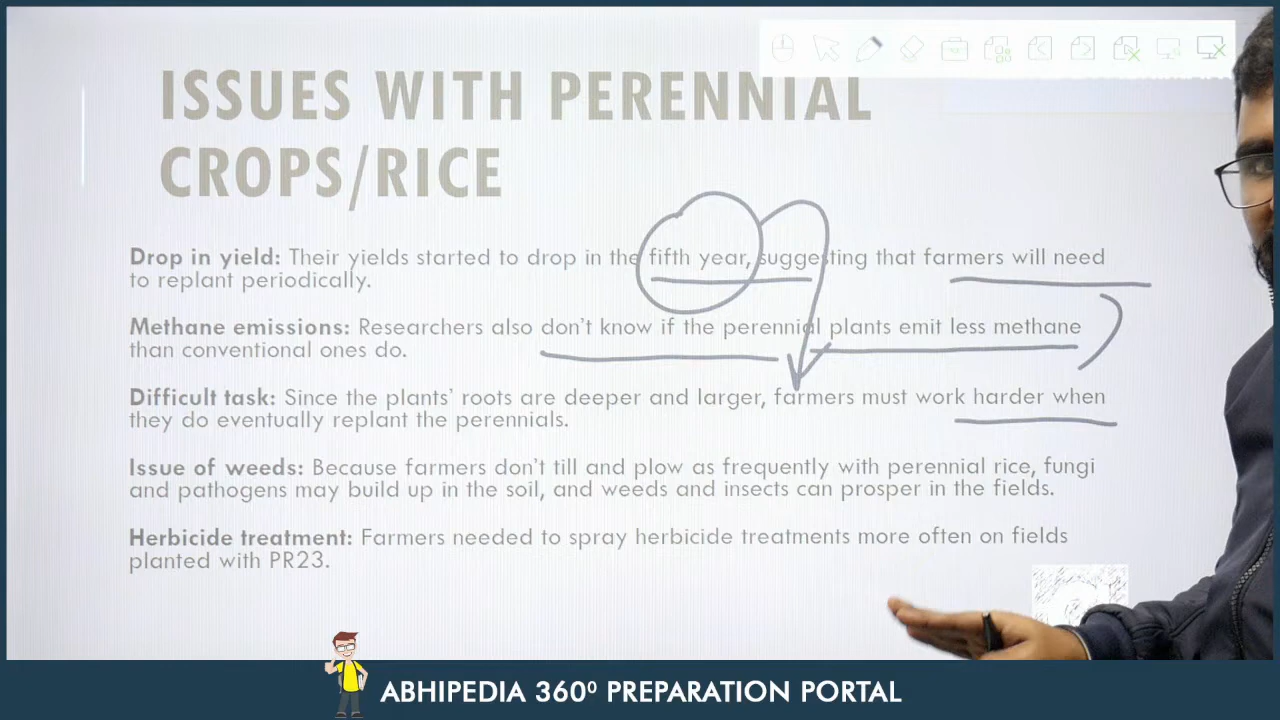 ISSUES WITH PERENNIAL
CROPS/RICE
Drop in yield: Their yields started to drop in the fifth year, suggesting that farmers will need
to replant periodically.
Methane emissions: Researchers also don't know if the perennial plants emit less methane
than conventional ones do.
Difficult task: Since the plants' roots are deeper and larger, farmers must work harder when
they do eventually replant the perennials.
Issue of weeds: Because farmers don't till and plow as frequently with perennial rice, fungi
and pathogens may build up in the soil, and weeds and insects can prosper in the fields.
Herbicide treatment: Farmers needed to spray herbicide treatments more often on fields
planted with PR23.
ABHIPEDIA 360⁰ PREPARATION PORTAL